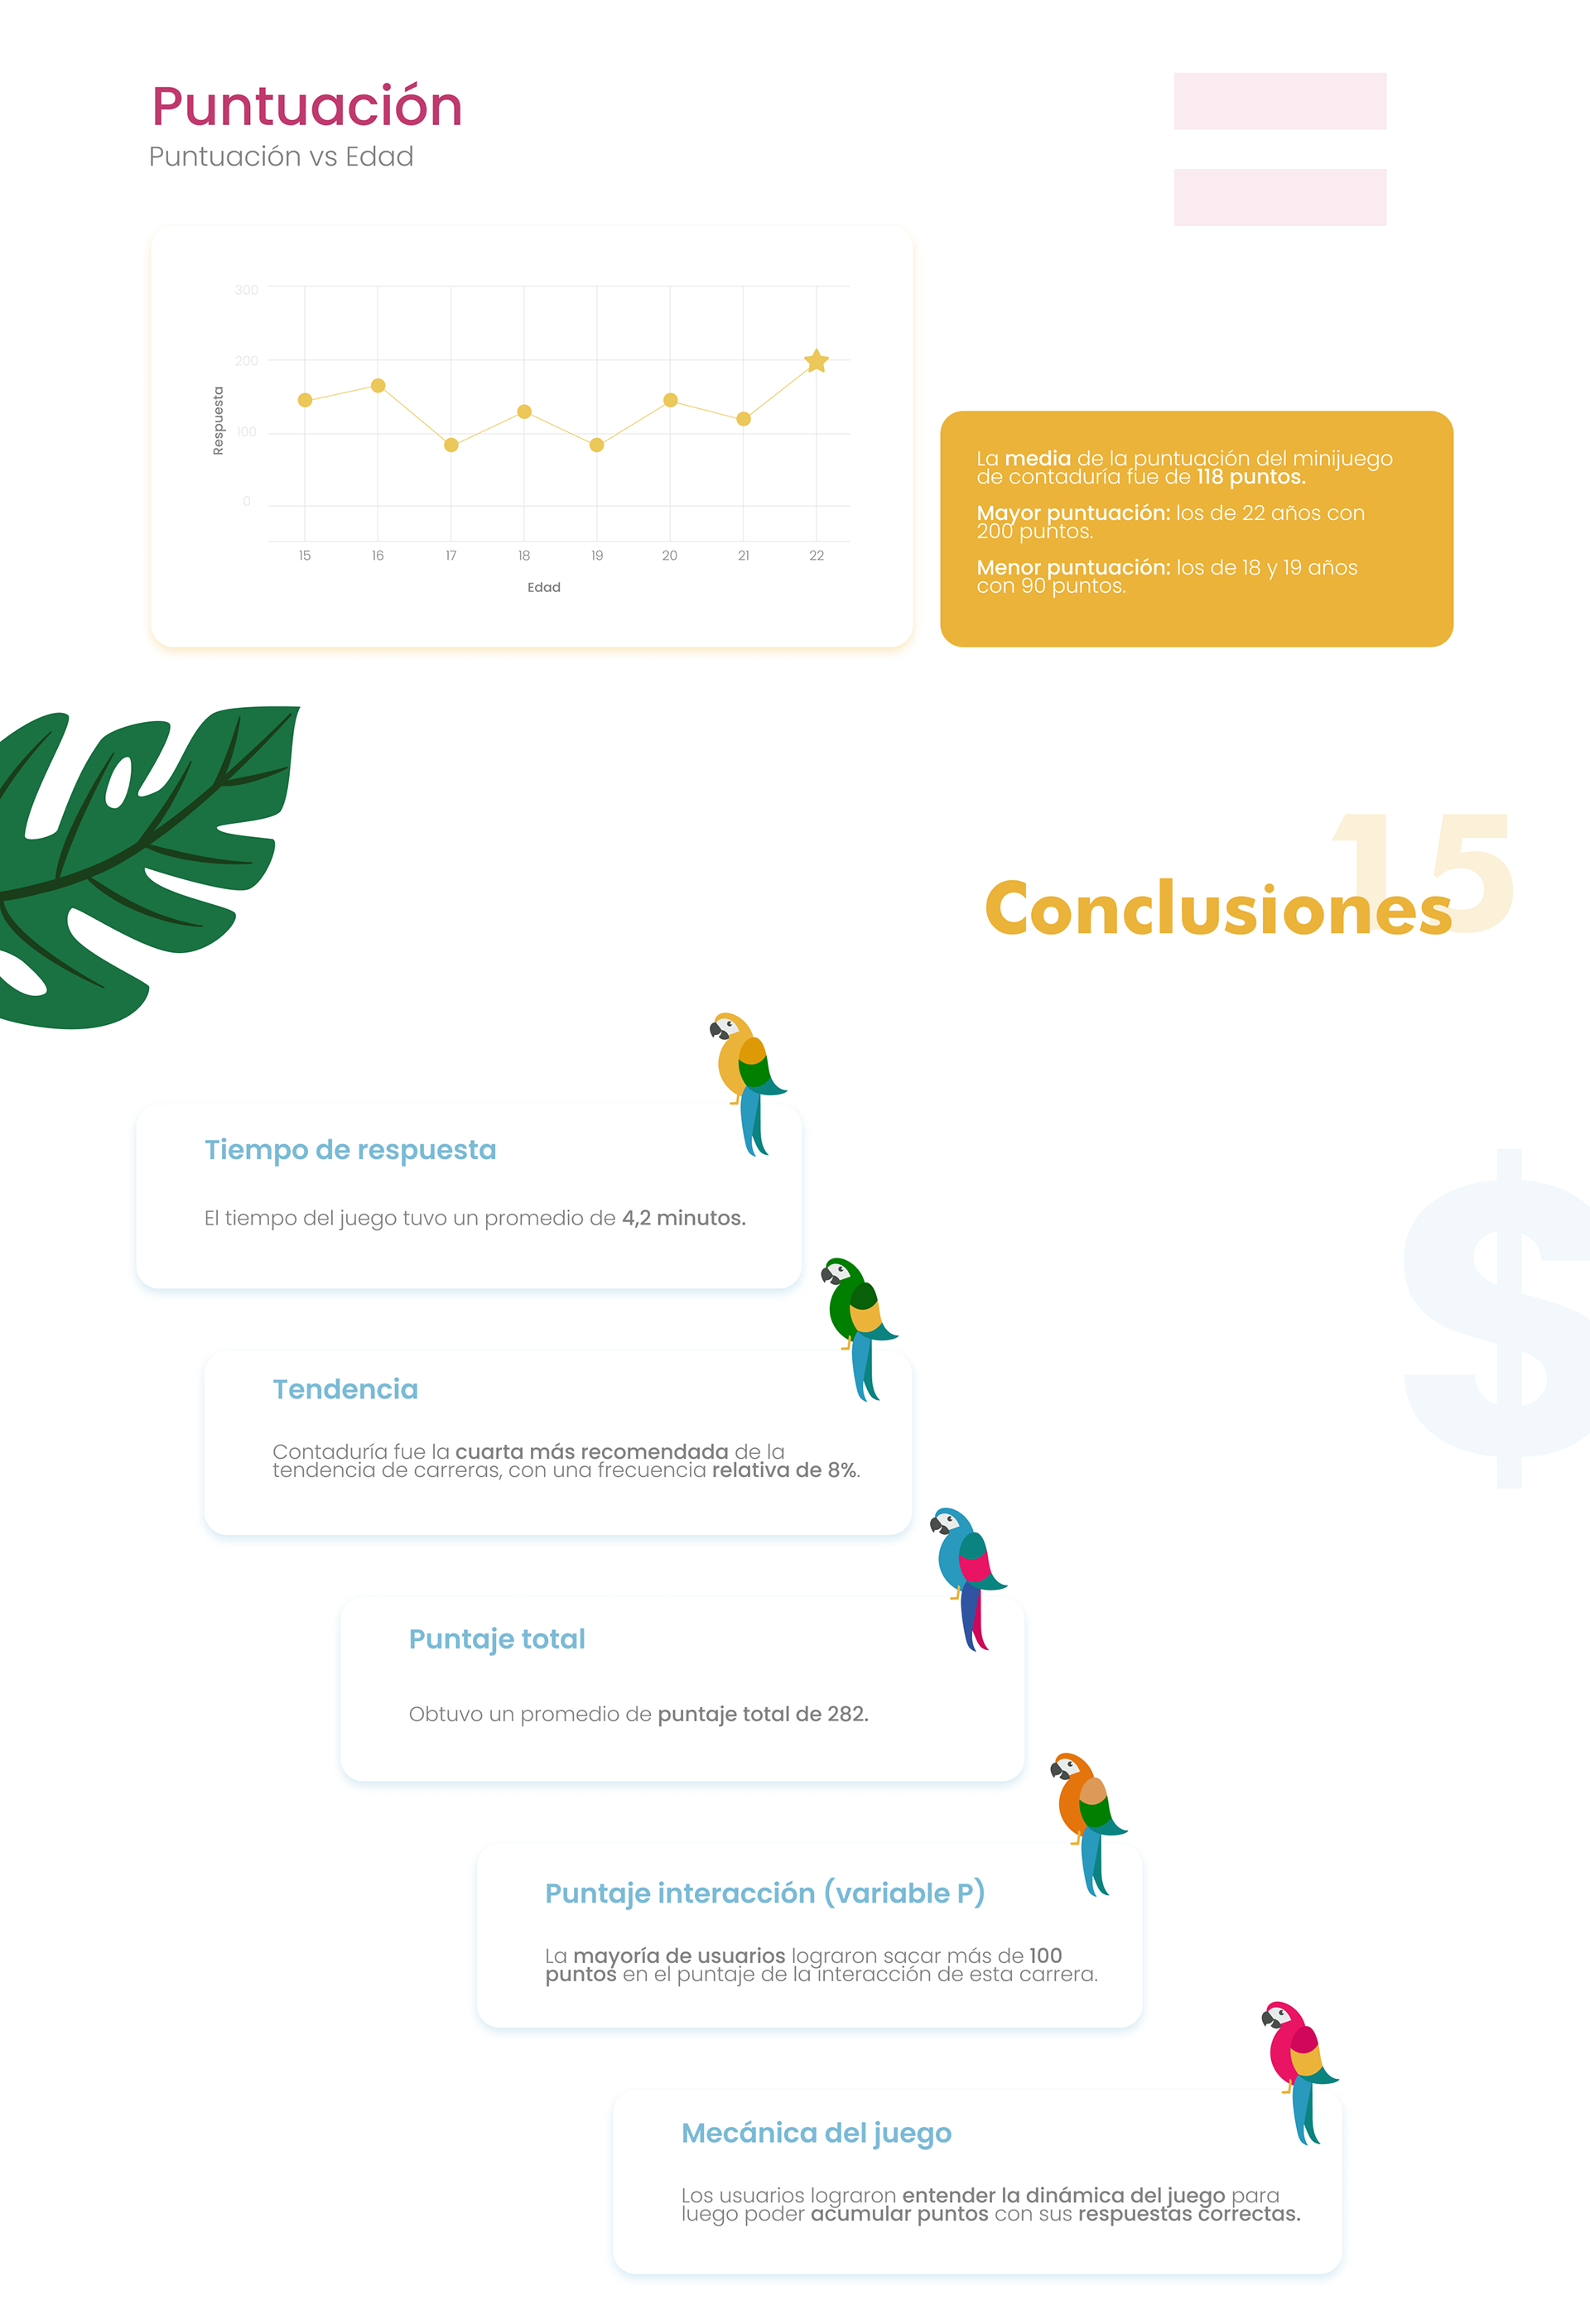 Puntuación
Puntuación vs Edad
300
200
100
0
Respuesta
15 16 17 18 19 20 21 22
Edad
La media de la puntuación del minijuego
de contaduría fue de 118 puntos.
Mayor puntuación: los de 22 años con
200 puntos.
Menor puntuación: los de 18 y 19 años
con 90 puntos.
15
Conclusiones
Tiempo de respuesta
El tiempo del juego tuvo un promedio de 4,2 minutos.
$
Tendencia
Contaduría fue la cuarta más recomendada de la
tendencia de carreras, con una frecuencia relativa de 8%.
Puntaje total
Obtuvo un promedio de puntaje total de 282.
Puntaje interacción (variable P)
La mayoría de usuarios lograron sacar más de 100
puntos en el puntaje de la interacción de esta carrera.
Mecánica del juego
Los usuarios lograron entender la dinámica del juego para
luego poder acumular puntos con sus respuestas correctas.